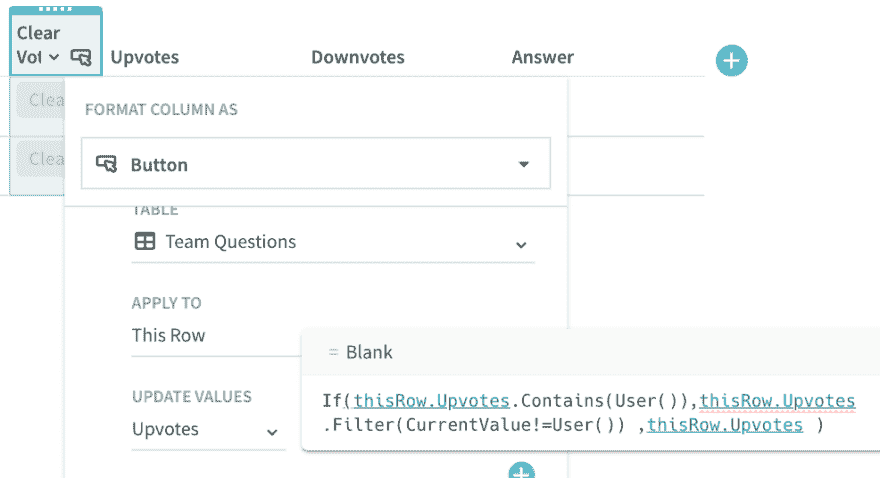 Clear
Vot
Upvotes
Downvotes
Answer
Clea
FORMAT COLUMN AS
Clea
Button
TABLE
Team Questions
APPLY TO
This Row
= Blank
UPDATE VALUES
If(thisRow.Upvotes.Contains(User()),thisRow.Upvotes
.Filter(CurrentValue!=User()) ,thisRow.Upvotes )
Upvotes